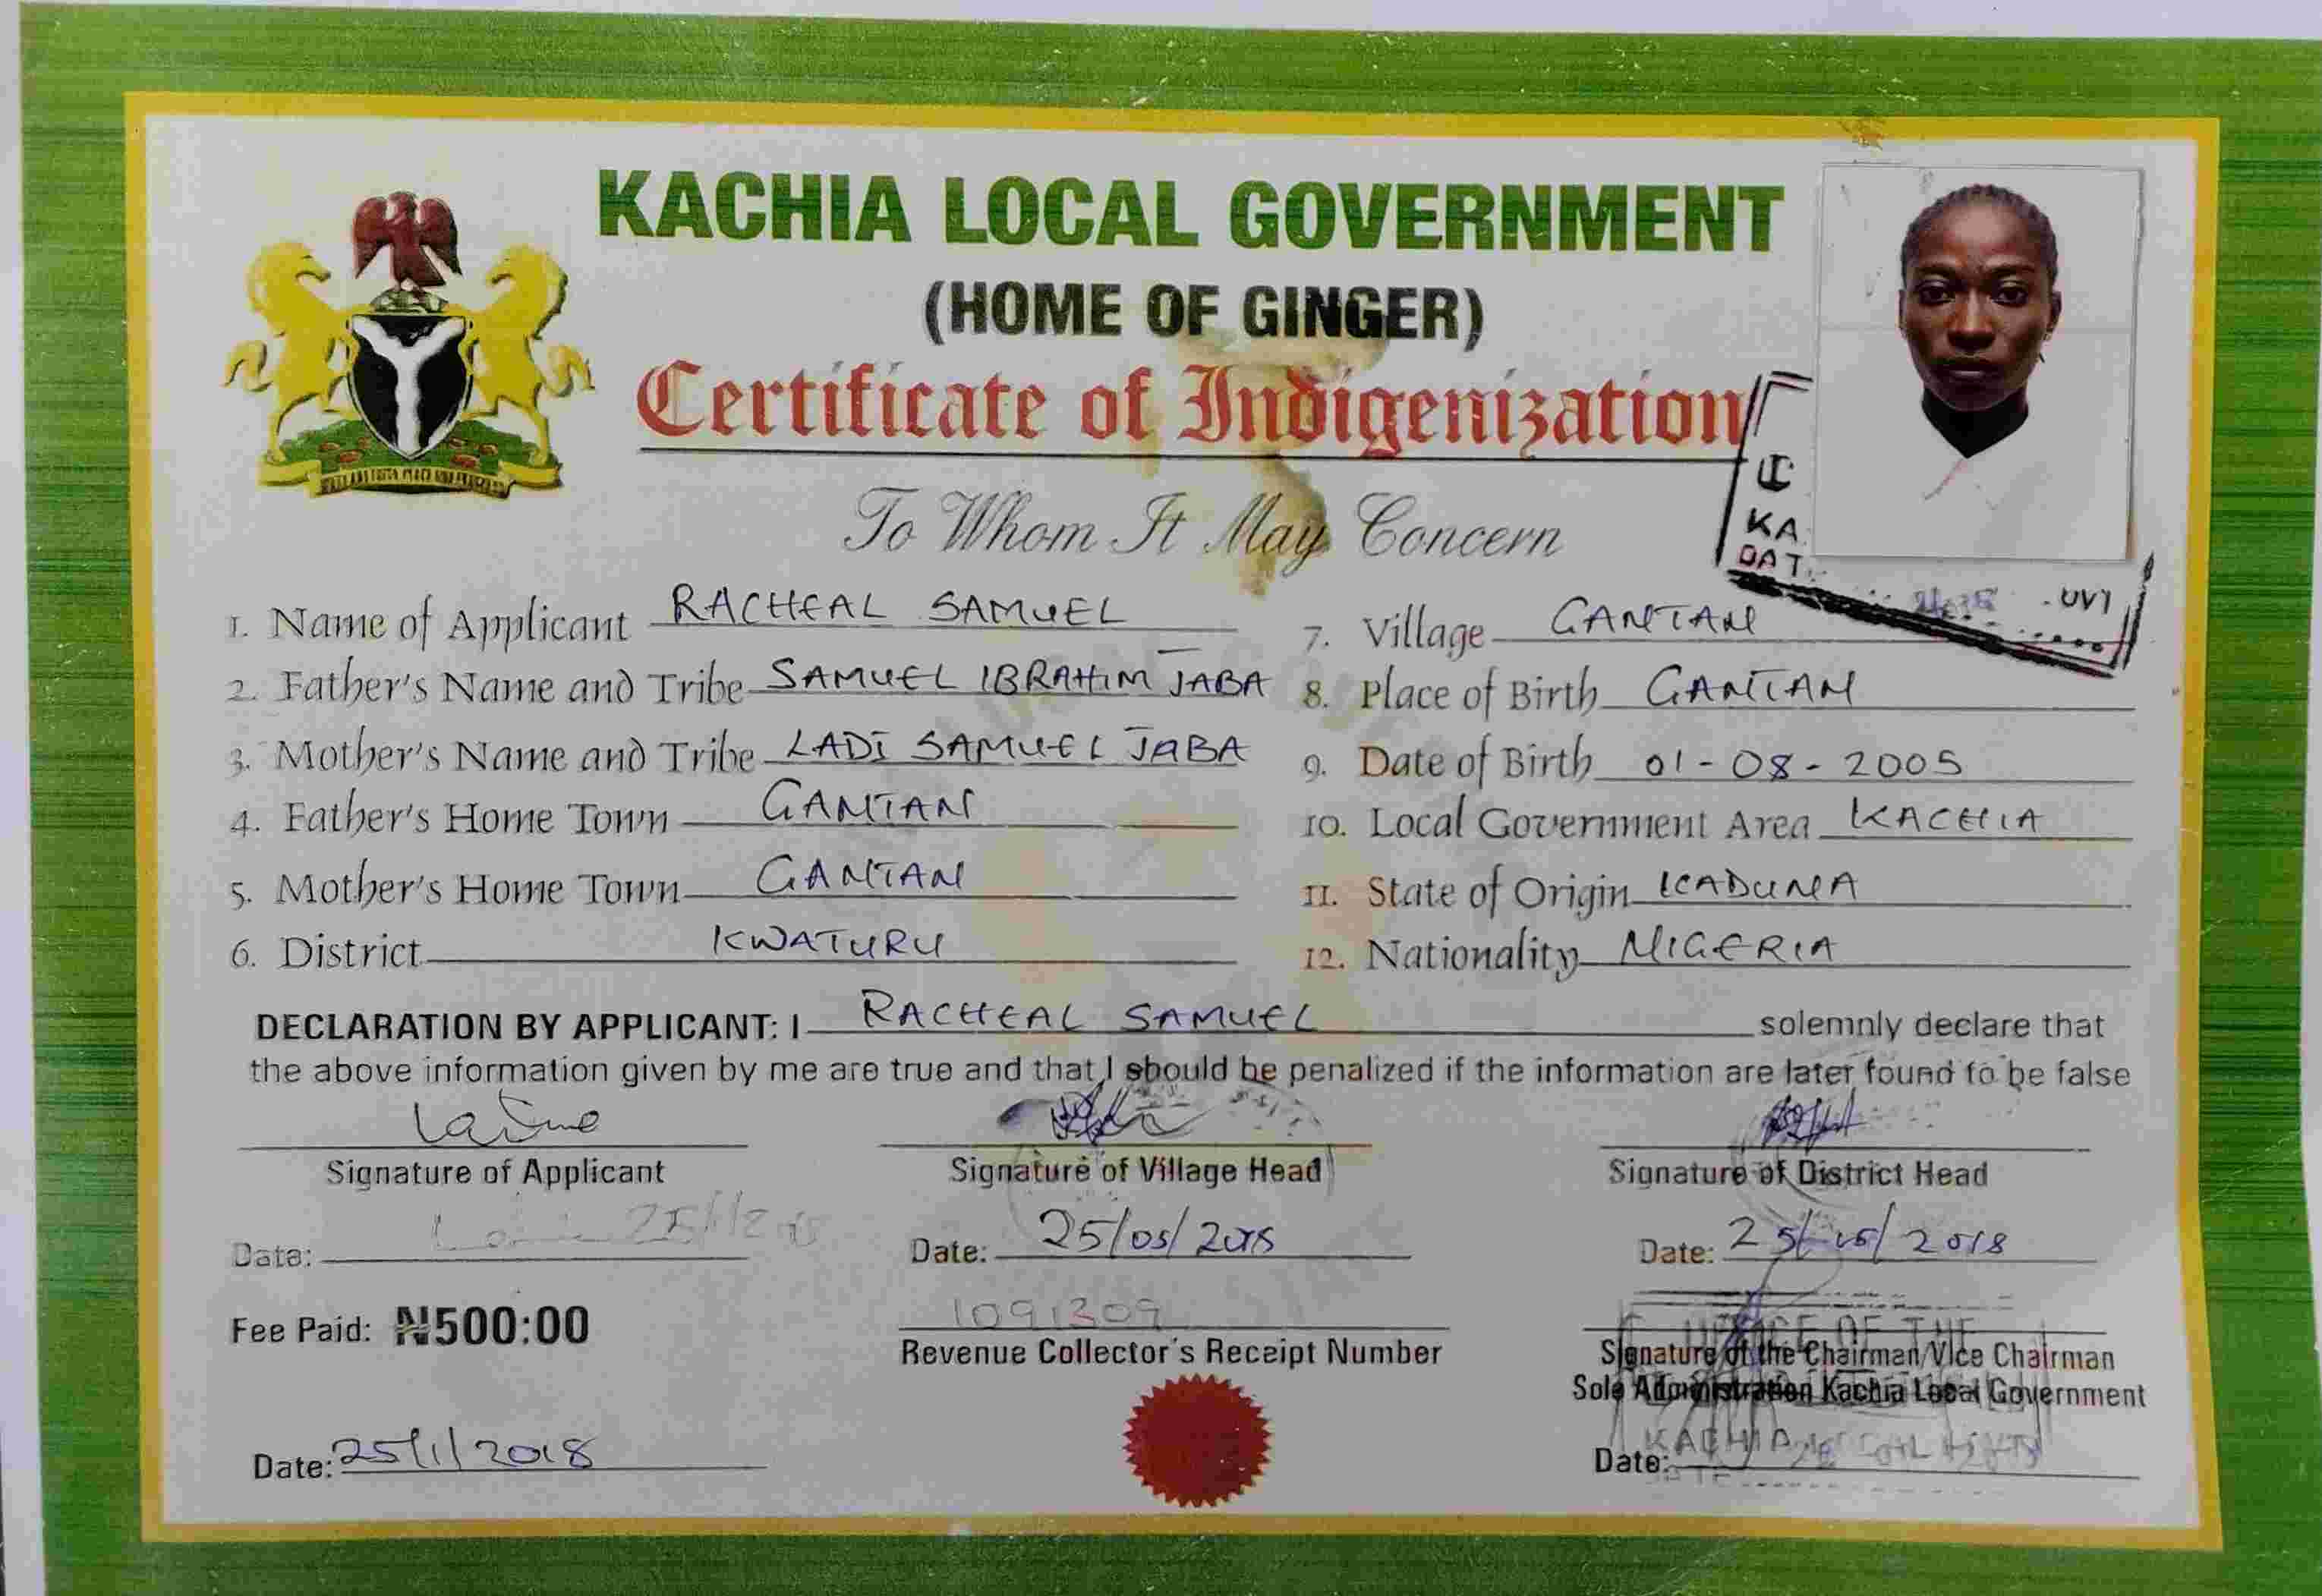 KACHIA LOCAL GOVERNMENT
(HOME OF GINGER)
Certificate of Indigenization
To Whom It May Concern
KA
DAT
1. Name of Applicant RACHEAL SAMUEL
2. Father's Name and Tribe SAMUEL IBRAHIM JABA
3. Mother's Name and Tribe LADI SAMUEL JABA
4. Father's Home Town GANTAN
5. Mother's Home Town GANTAN
6. District KWATURU
7. Village GANTAN
8. Place of Birth GANTAN
9. Date of Birth 01-08-2005
10. Local Government Area KACHIA
11. State of Origin KADUNA
12. Nationality NIGERIA
DECLARATION BY APPLICANT: I RACHEAL SAMUEL solemnly declare that
the above information given by me are true and that I should be penalized if the information are later found to be false
Signature of Applicant
Signature of Village Head
Signature of District Head
Date:
Date: 25/05/2018
Date: 25/05/2018
Fee Paid: ₦500:00
1091309
Revenue Collector's Receipt Number
OFFICE OF THE
Signature of the Chairman/Vice Chairman
Sole Administration Kachia Local Government
Date: 25/1/2018
KACHIA
Date: